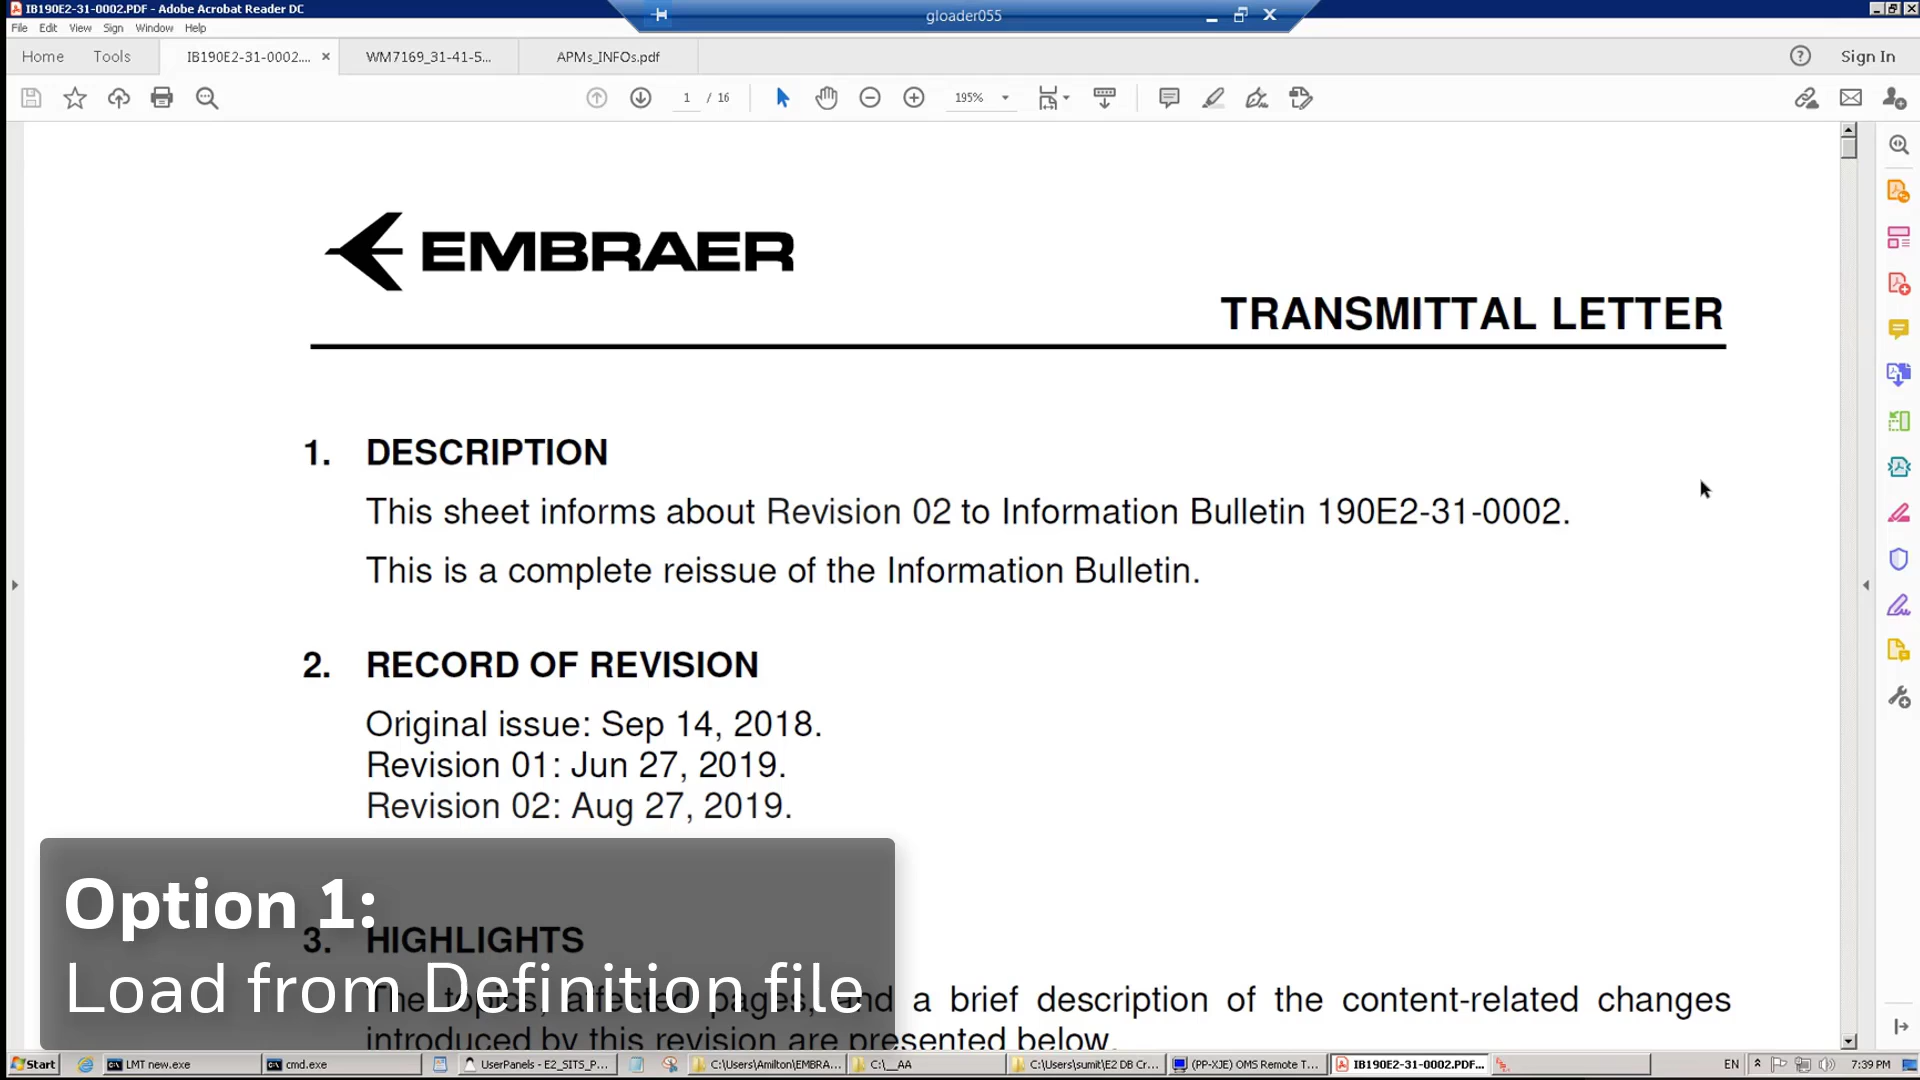 IB190E2-31-0002.PDF - Adobe Acrobat Reader DC
gloader055
File Edit View Sign Window Help
Home Tools IB190E2-31-0002.... WM7169_31-41-5... APMs_INFOs.pdf Sign In
1 / 16 195%
EMBRAER
TRANSMITTAL LETTER
1. DESCRIPTION
This sheet informs about Revision 02 to Information Bulletin 190E2-31-0002.
This is a complete reissue of the Information Bulletin.
2. RECORD OF REVISION
Original issue: Sep 14, 2018.
Revision 01: Jun 27, 2019.
Revision 02: Aug 27, 2019.
Option 1:
Load from Definition file
3. HIGHLIGHTS
The topics, affected pages, and a brief description of the content-related changes
introduced by this revision are presented below.
Start LMT new.exe cmd.exe UserPanels - E2_SITS_P... C:\Users\Amilton\EMBRA... C:\__AA C:\Users\sumit\E2 DB Cr... (PP-XJE) OMS Remote T... IB190E2-31-0002.PDF... EN 7:39 PM